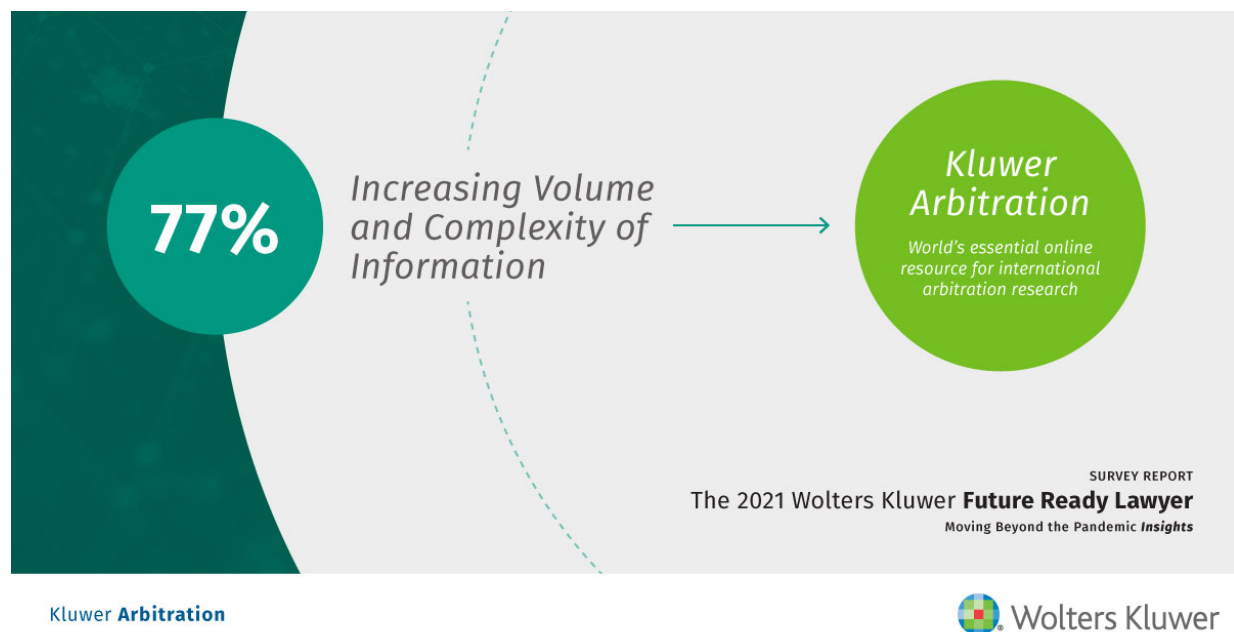 77%
Increasing Volume
and Complexity of
Information
Kluwer
Arbitration
World's essential online
resource for international
arbitration research
SURVEY REPORT
The 2021 Wolters Kluwer Future Ready Lawyer
Moving Beyond the Pandemic Insights
Kluwer Arbitration
Wolters Kluwer